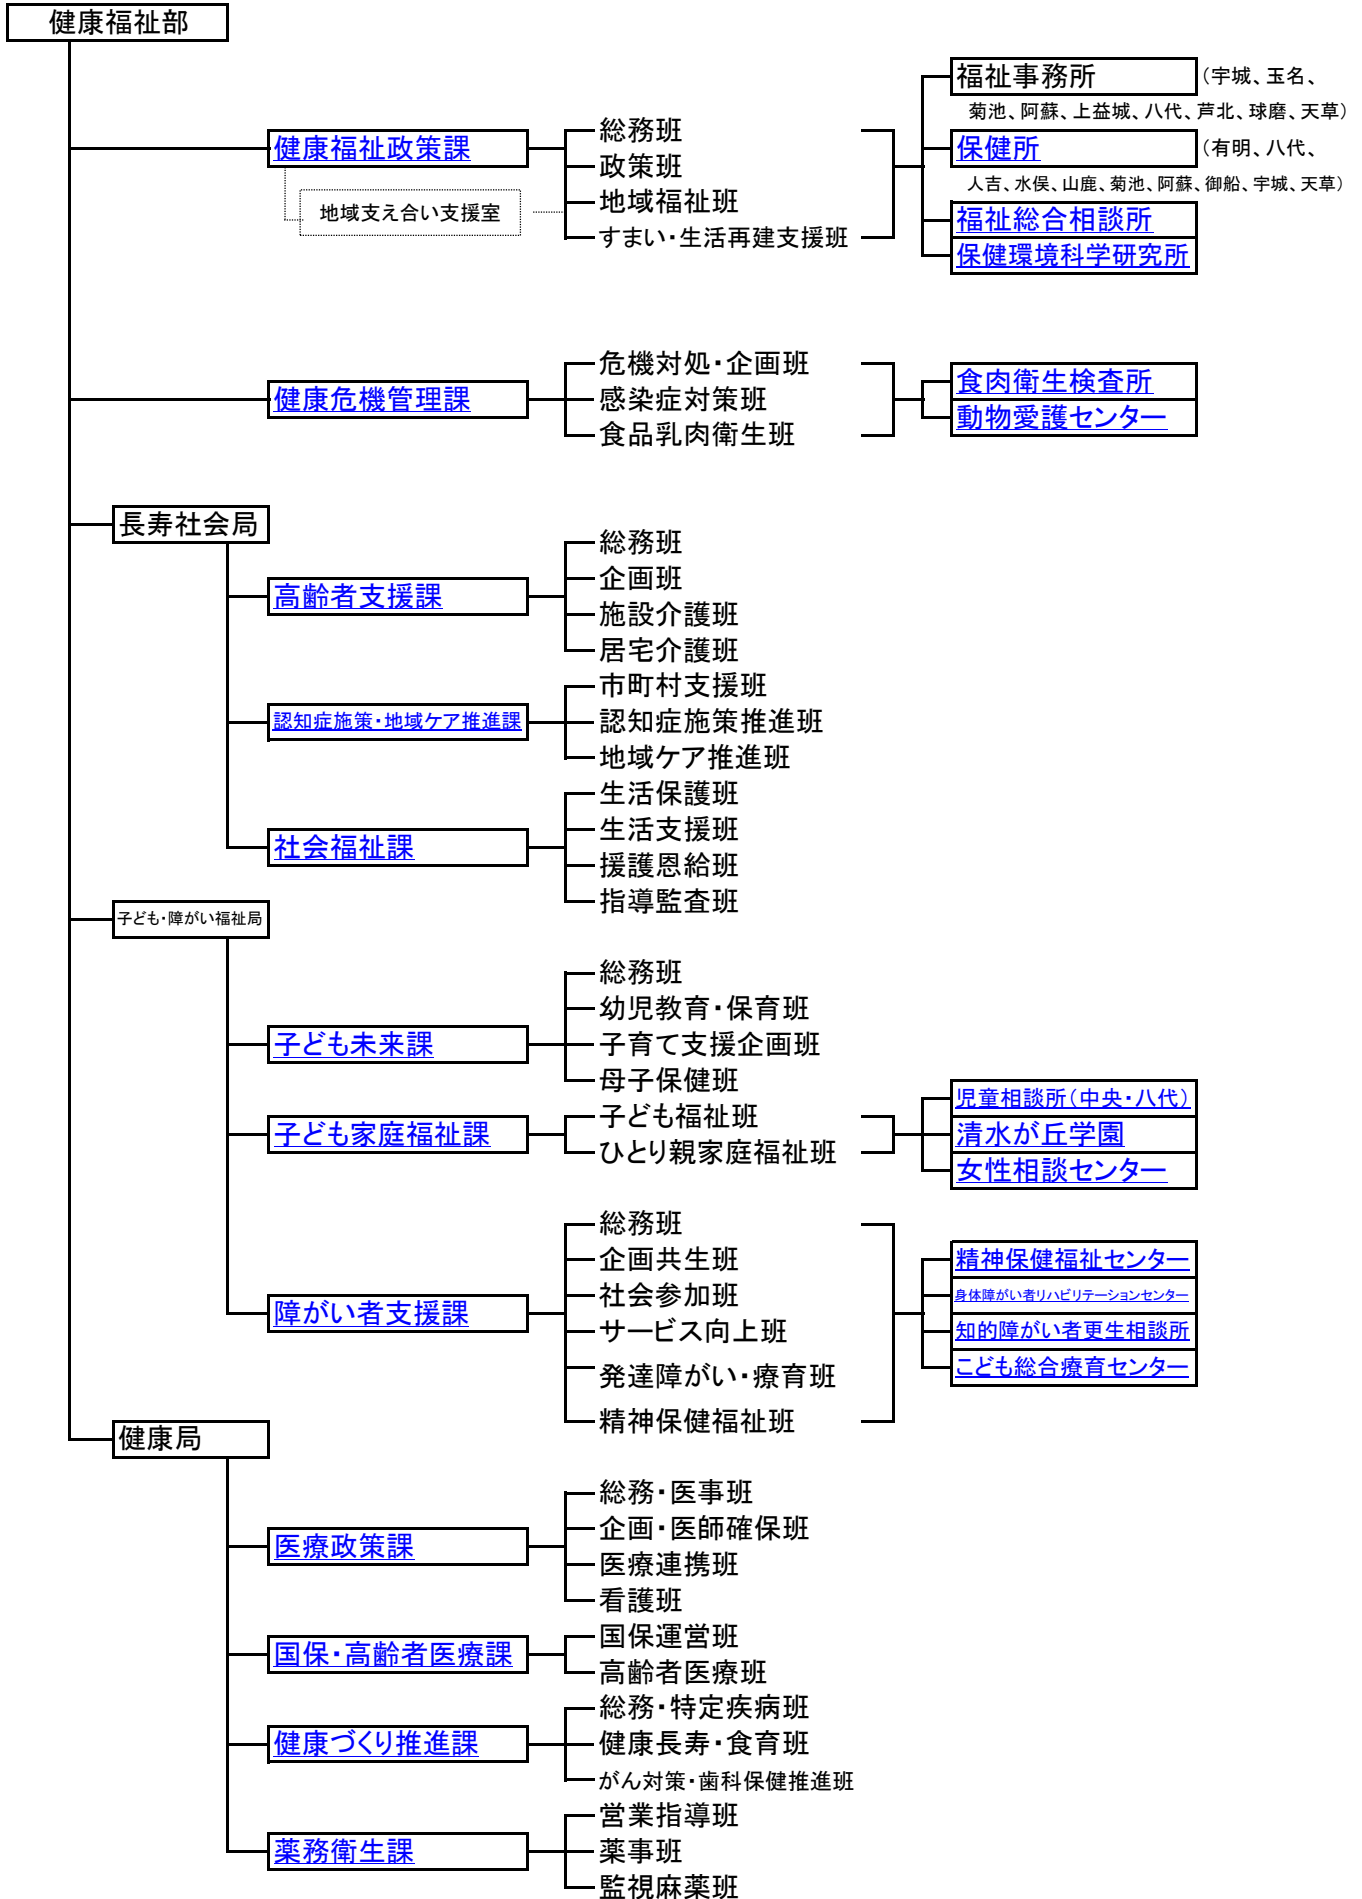 健康福祉部
福祉事務所 （宇城、玉名、
菊池、阿蘇、上益城、八代、芦北、球磨、天草）
健康福祉政策課
総務班
政策班
地域福祉班
すまい・生活再建支援班
地域支え合い支援室
保健所 （有明、八代、
人吉、水俣、山鹿、菊池、阿蘇、御船、宇城、天草）
福祉総合相談所
保健環境科学研究所
健康危機管理課
危機対処・企画班
感染症対策班
食品乳肉衛生班
食肉衛生検査所
動物愛護センター
長寿社会局
高齢者支援課
総務班
企画班
施設介護班
居宅介護班
認知症施策・地域ケア推進課
市町村支援班
認知症施策推進班
地域ケア推進班
社会福祉課
生活保護班
生活支援班
援護恩給班
指導監査班
子ども・障がい福祉局
子ども未来課
総務班
幼児教育・保育班
子育て支援企画班
母子保健班
子ども家庭福祉課
子ども福祉班
ひとり親家庭福祉班
児童相談所（中央・八代）
清水が丘学園
女性相談センター
障がい者支援課
総務班
企画共生班
社会参加班
サービス向上班
発達障がい・療育班
精神保健福祉班
精神保健福祉センター
身体障がい者リハビリテーションセンター
知的障がい者更生相談所
こども総合療育センター
健康局
医療政策課
総務・医事班
企画・医師確保班
医療連携班
看護班
国保・高齢者医療課
国保運営班
高齢者医療班
健康づくり推進課
総務・特定疾病班
健康長寿・食育班
がん対策・歯科保健推進班
薬務衛生課
営業指導班
薬事班
監視麻薬班